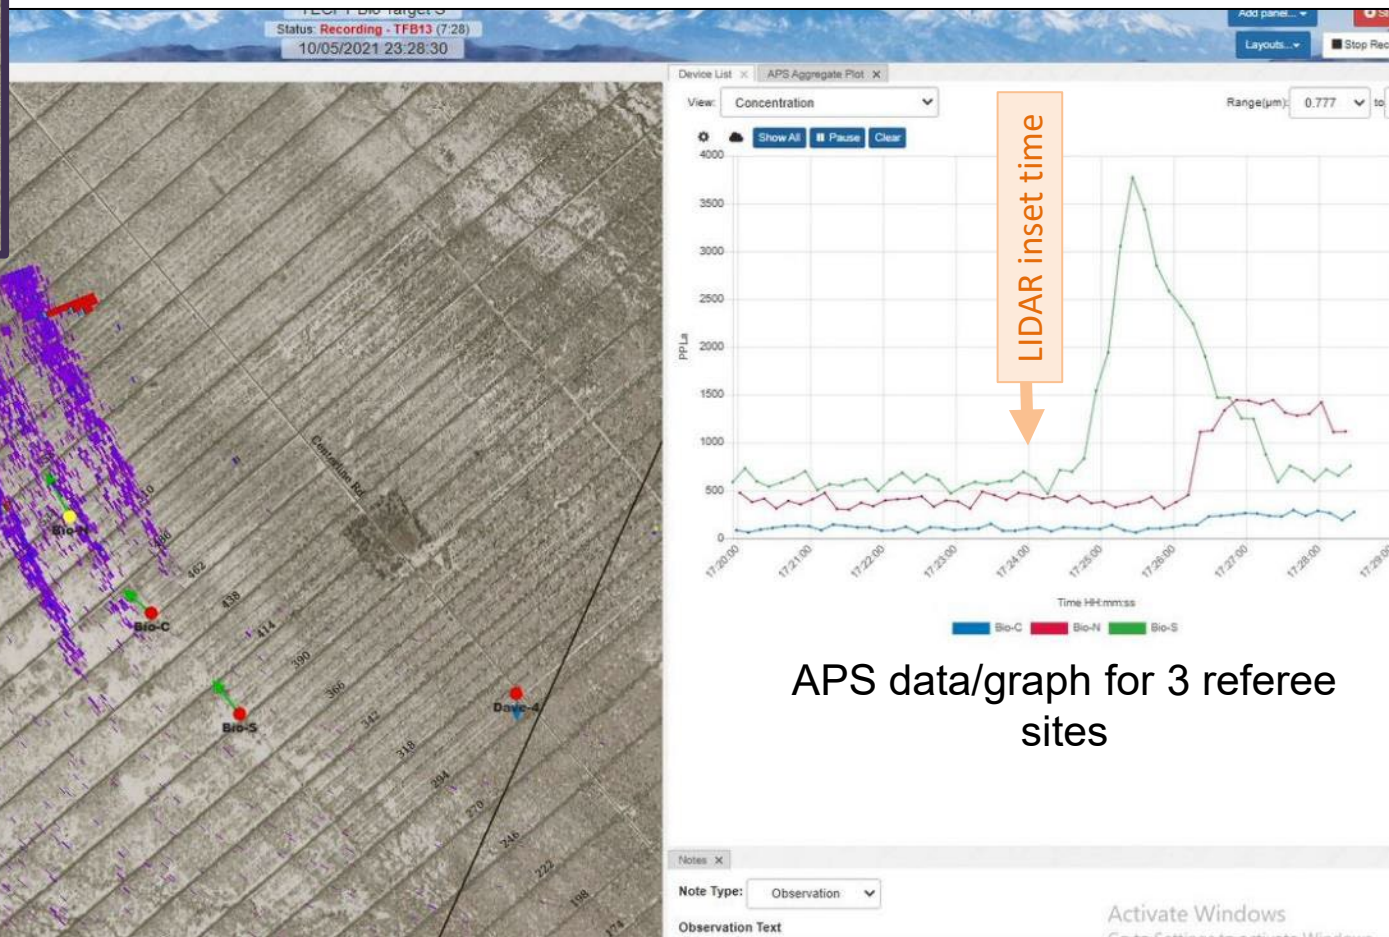 Status: Recording - TFB13 (7:28)
10/05/2021 23:28:30
Add panel...
Layouts...
Stop Rec
Device List × APS Aggregate Plot ×
View: Concentration
Range(µm): 0.777 to
Show All Pause Clear
LIDAR inset time
4000
3500
3000
2500
2000
1500
1000
500
0
PPLa
17:20:00 17:21:00 17:22:00 17:23:00 17:24:00 17:25:00 17:26:00 17:27:00 17:28:00 17:29:00
Time HH:mm:ss
Bio-C Bio-N Bio-S
APS data/graph for 3 referee
sites
Centerline Rd
Bio-N
Bio-C
Bio-S
Dave-4
510
486
462
438
414
390
366
342
318
294
270
246
222
198
174
Notes ×
Note Type: Observation
Observation Text
Activate Windows